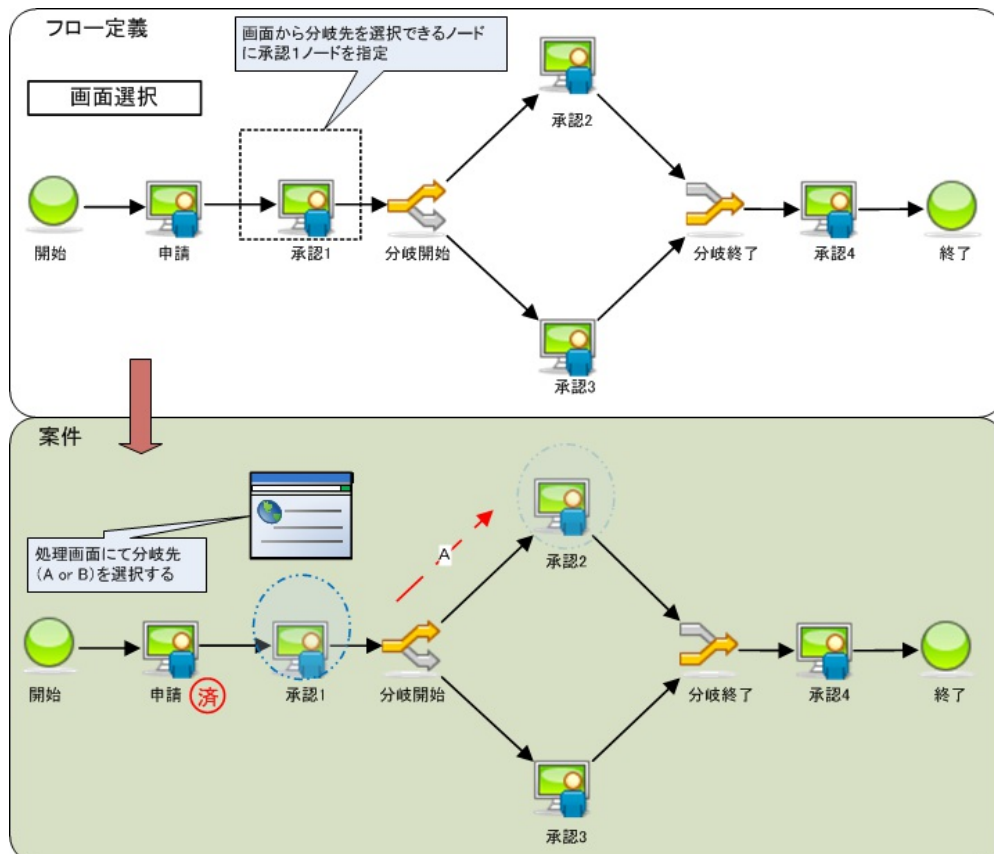 フロー定義
画面から分岐先を選択できるノード
に承認1ノードを指定
画面選択
承認2
開始
申請
承認1
分岐開始
分岐終了
承認4
終了
承認3
案件
処理画面にて分岐先
(A or B)を選択する
A
承認2
開始
申請
済
承認1
分岐開始
分岐終了
承認4
終了
承認3